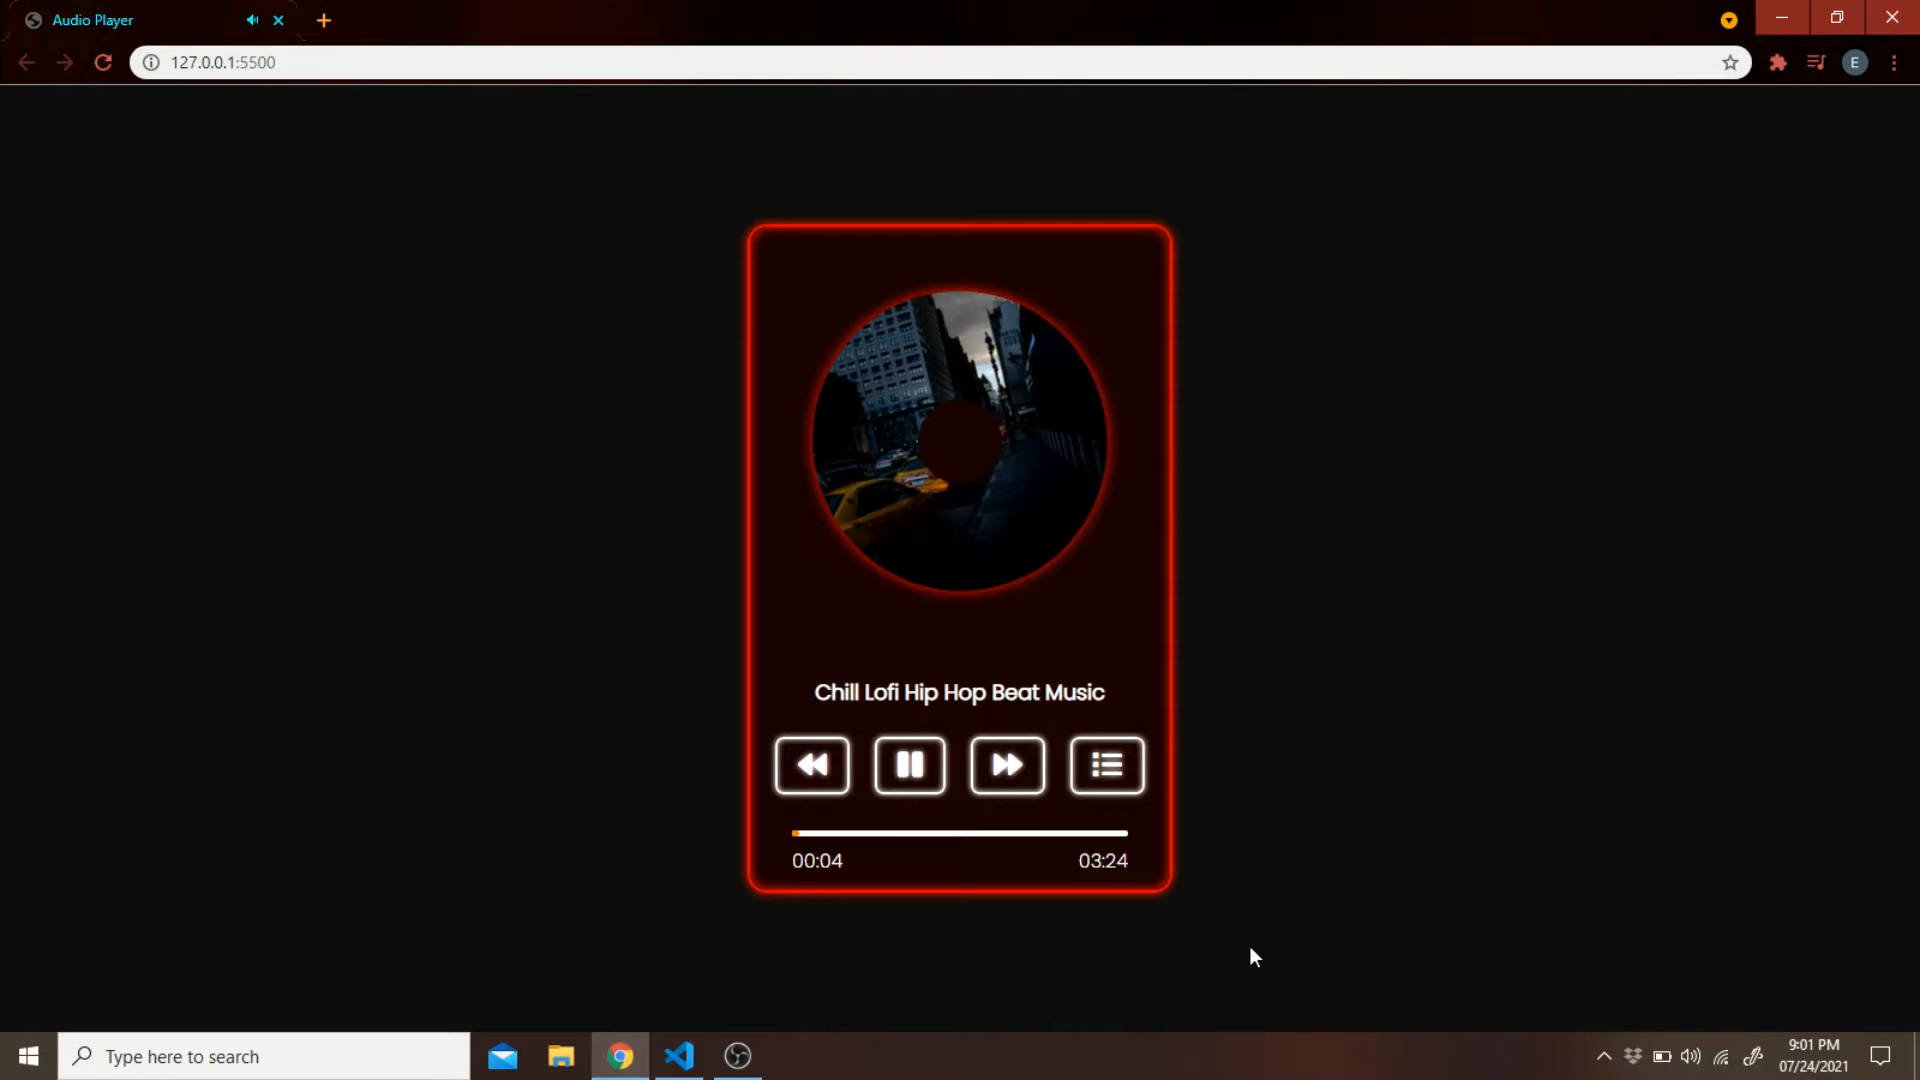 Audio Player
127.0.0.1:5500
E
Chill Lofi Hip Hop Beat Music
00:04 03:24
Type here to search
9:01 PM
07/24/2021